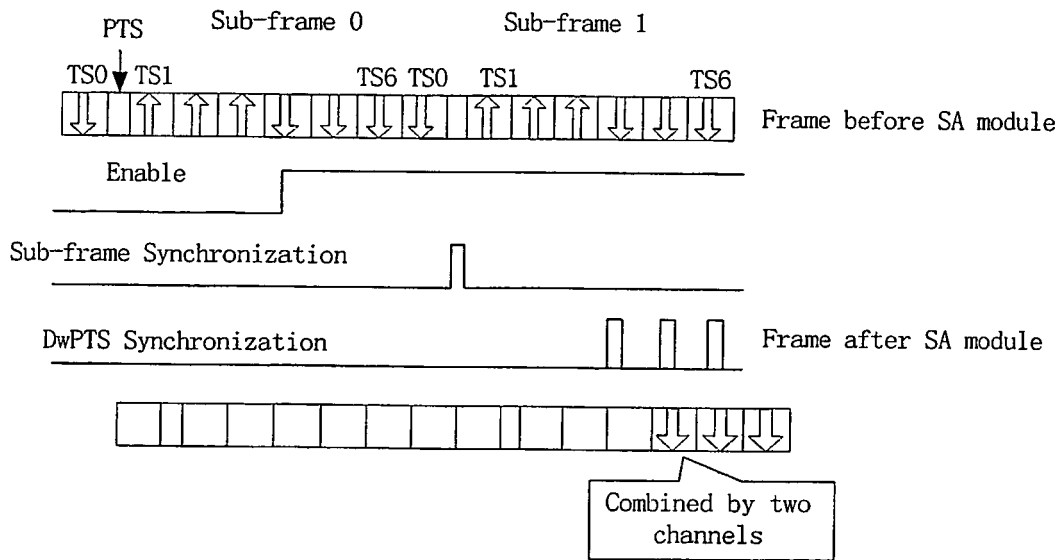 PTS
Sub-frame 0
Sub-frame 1
TS0
TS1
TS6
TS0
TS1
TS6
Frame before SA module
Enable
Sub-frame Synchronization
DwPTS Synchronization
Frame after SA module
Combined by two
channels